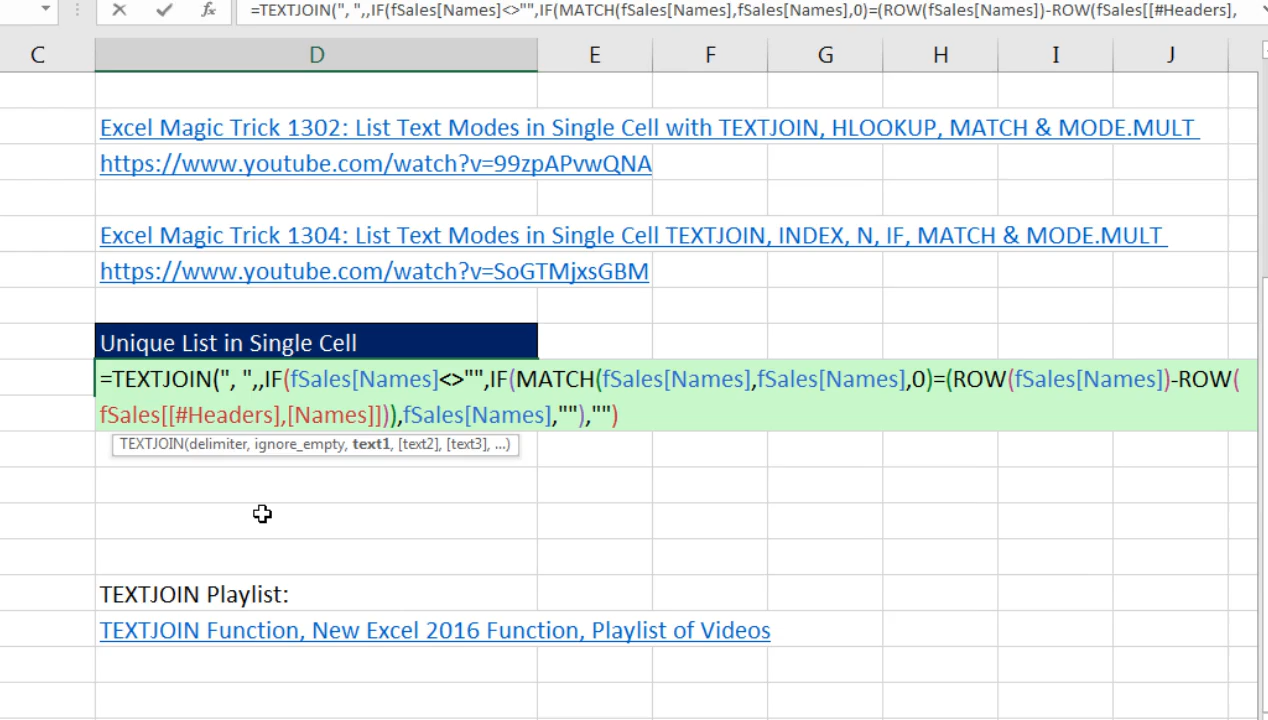 =TEXTJOIN(", ",,IF(fSales[Names]<>"",IF(MATCH(fSales[Names],fSales[Names],0)=(ROW(fSales[Names])-ROW(fSales[[#Headers],
C D E F G H I J
Excel Magic Trick 1302: List Text Modes in Single Cell with TEXTJOIN, HLOOKUP, MATCH & MODE.MULT
https://www.youtube.com/watch?v=99zpAPvwQNA
Excel Magic Trick 1304: List Text Modes in Single Cell TEXTJOIN, INDEX, N, IF, MATCH & MODE.MULT
https://www.youtube.com/watch?v=SoGTMjxsGBM
Unique List in Single Cell
=TEXTJOIN(", ",,IF(fSales[Names]<>"",IF(MATCH(fSales[Names],fSales[Names],0)=(ROW(fSales[Names])-ROW(
fSales[[#Headers],[Names]])),fSales[Names],""),"")
TEXTJOIN(delimiter, ignore_empty, text1, [text2], [text3], ...)
TEXTJOIN Playlist:
TEXTJOIN Function, New Excel 2016 Function, Playlist of Videos